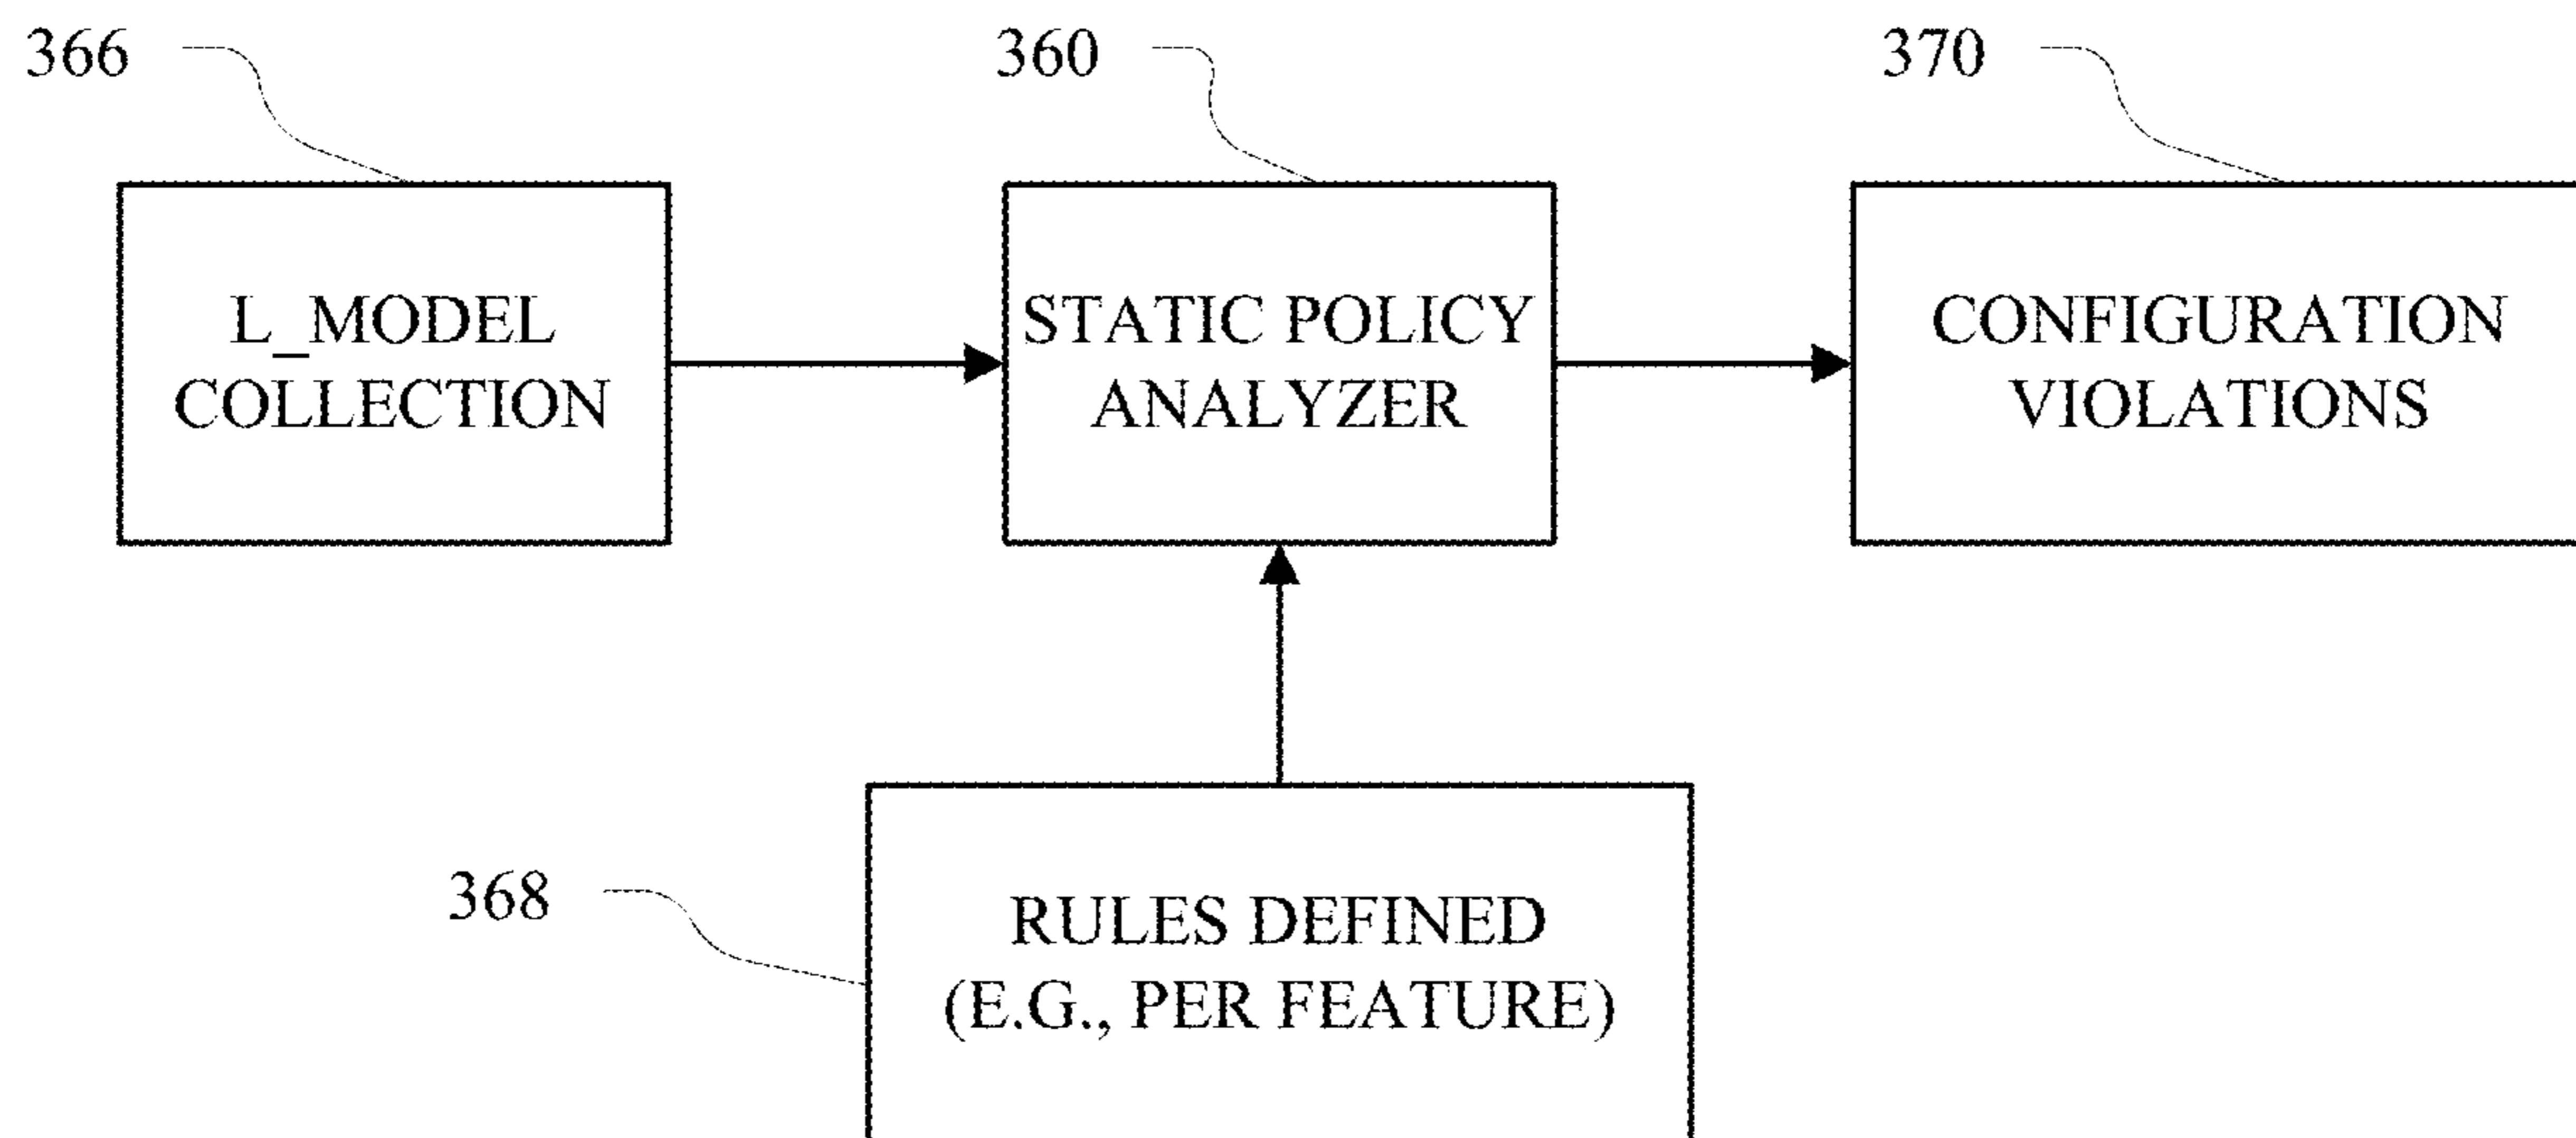 366
360
370
L_MODEL
COLLECTION
STATIC POLICY
ANALYZER
CONFIGURATION
VIOLATIONS
368
RULES DEFINED
(E.G., PER FEATURE)